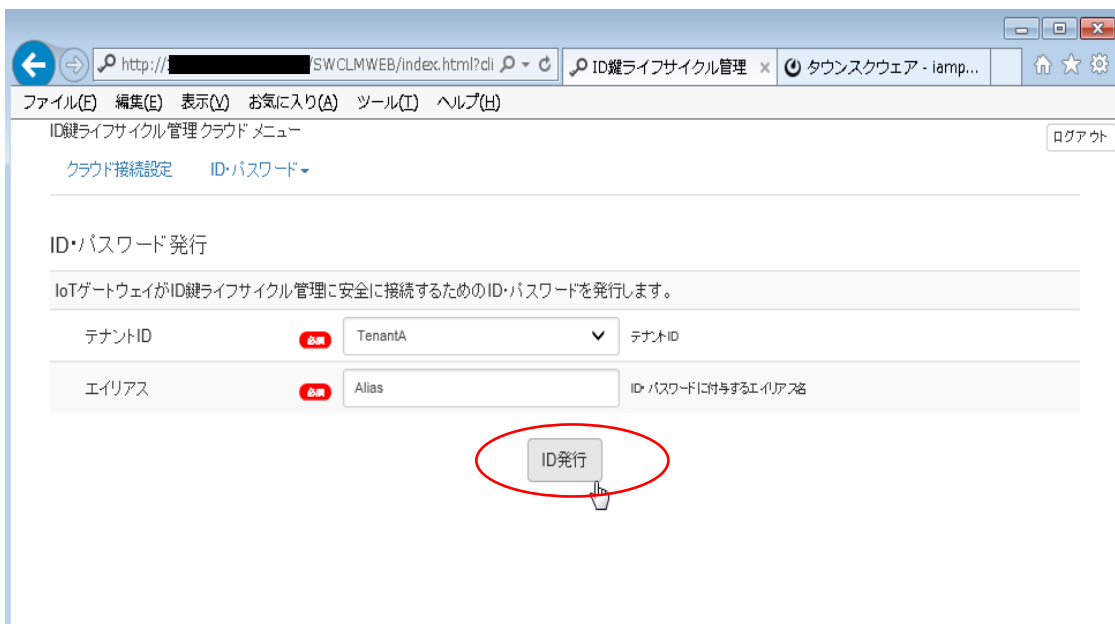 http:// /SWCLMWEB/index.html?cli
ID鍵ライフサイクル管理
タウンスクウェア - iamp...
ファイル(F) 編集(E) 表示(V) お気に入り(A) ツール(T) ヘルプ(H)
ID鍵ライフサイクル管理 クラウド メニュー
ログアウト
クラウド接続設定 ID・パスワード
ID・パスワード発行
IoTゲートウェイがID鍵ライフサイクル管理に安全に接続するためのID・パスワードを発行します。
テナントID 必須 TenantA テナントID
エイリアス 必須 Alias ID・パスワードに付与するエイリアス名
ID発行